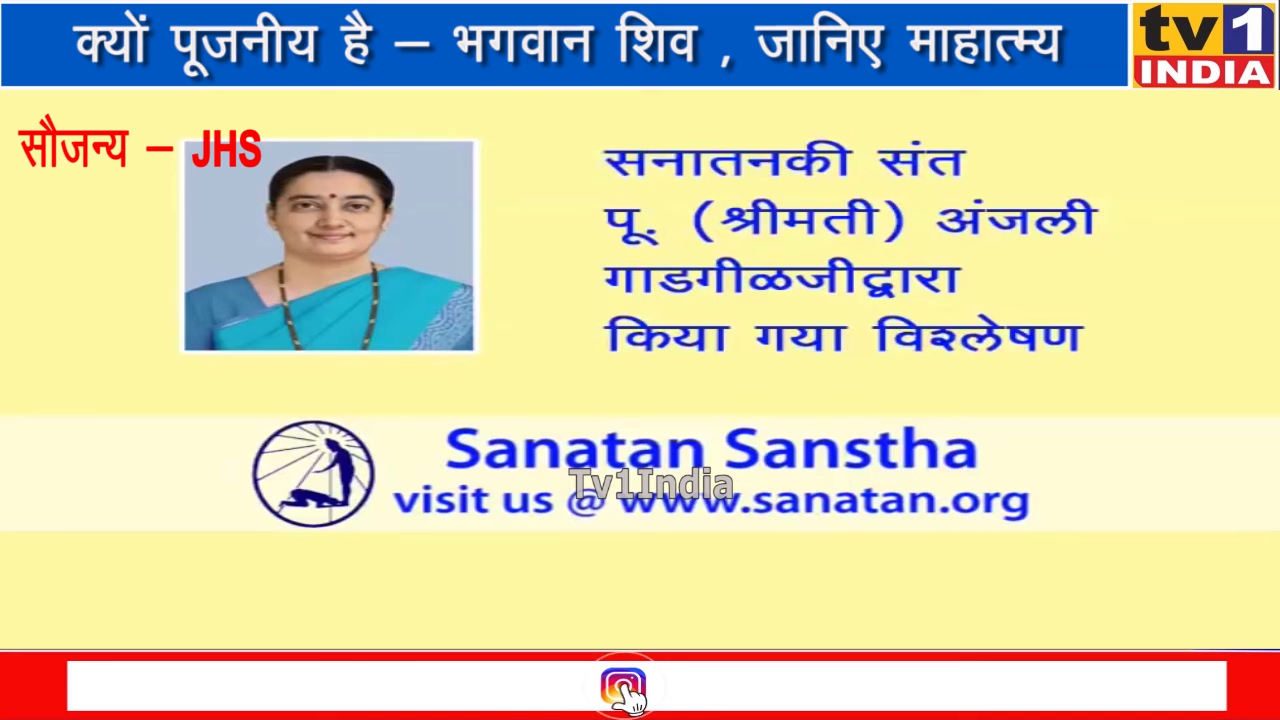 क्यों पूजनीय है – भगवान शिव , जानिए माहात्म्य
tv1
INDIA
सौजन्य – JHS
सनातनकी संत
पू. (श्रीमती) अंजली
गाडगीळजीद्वारा
किया गया विश्लेषण
Sanatan Sanstha
Tv1India
visit us @ www.sanatan.org